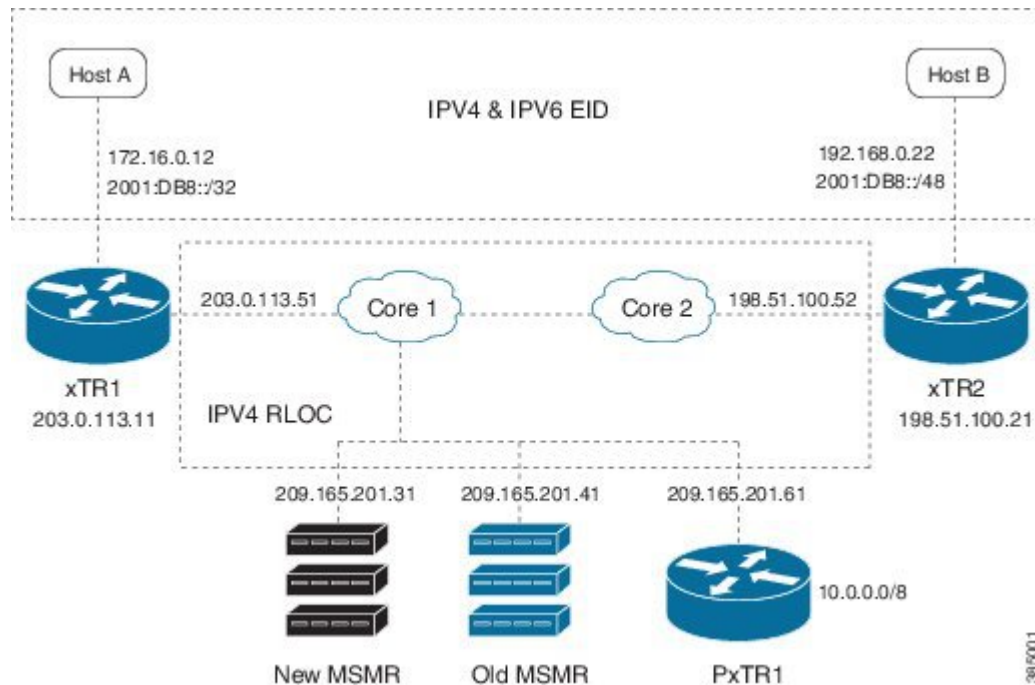 Host A
Host B
IPV4 & IPV6 EID
172.16.0.12
2001:DB8::/32
192.168.0.22
2001:DB8::/48
203.0.113.51
Core 1
Core 2
198.51.100.52
xTR1
203.0.113.11
IPV4 RLOC
xTR2
198.51.100.21
209.165.201.31
209.165.201.41
209.165.201.61
10.0.0.0/8
New MSMR
Old MSMR
PxTR1